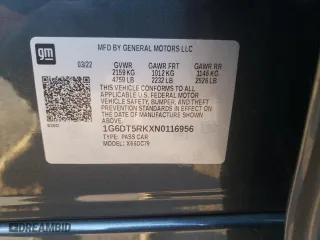 gm
MFD BY GENERAL MOTORS LLC
03/22 GVWR GAWR FRT GAWR RR
2159 KG 1012 KG 1146 KG
4759 LB 2232 LB 2526 LB
THIS VEHICLE CONFORMS TO ALL
APPLICABLE U.S. FEDERAL MOTOR
VEHICLE SAFETY, BUMPER, AND THEFT
PREVENTION STANDARDS IN EFFECT ON
THE DATE OF MANUFACTURE SHOWN ABOVE.
1G6DT5RKXN0116956
TYPE: PASS CAR
MODEL: X66DC79
© DREAMBID